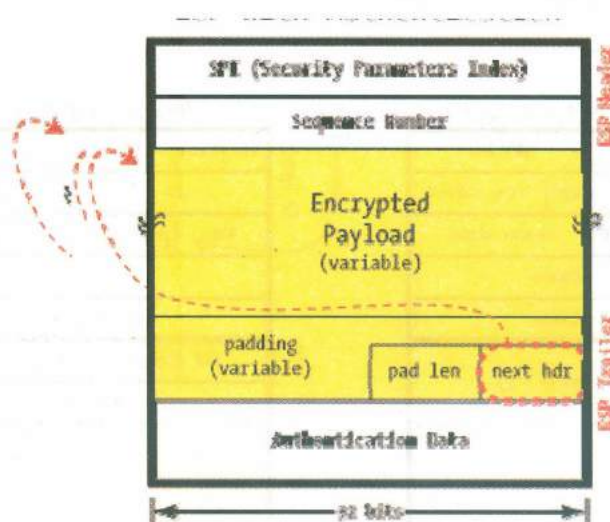 SPI (Security Parameters Index)
Sequence Number
Encrypted
Payload
(variable)
padding
(variable)
pad len
next hdr
Authentication Data
32 bits
ESP Header
ESP Trailer